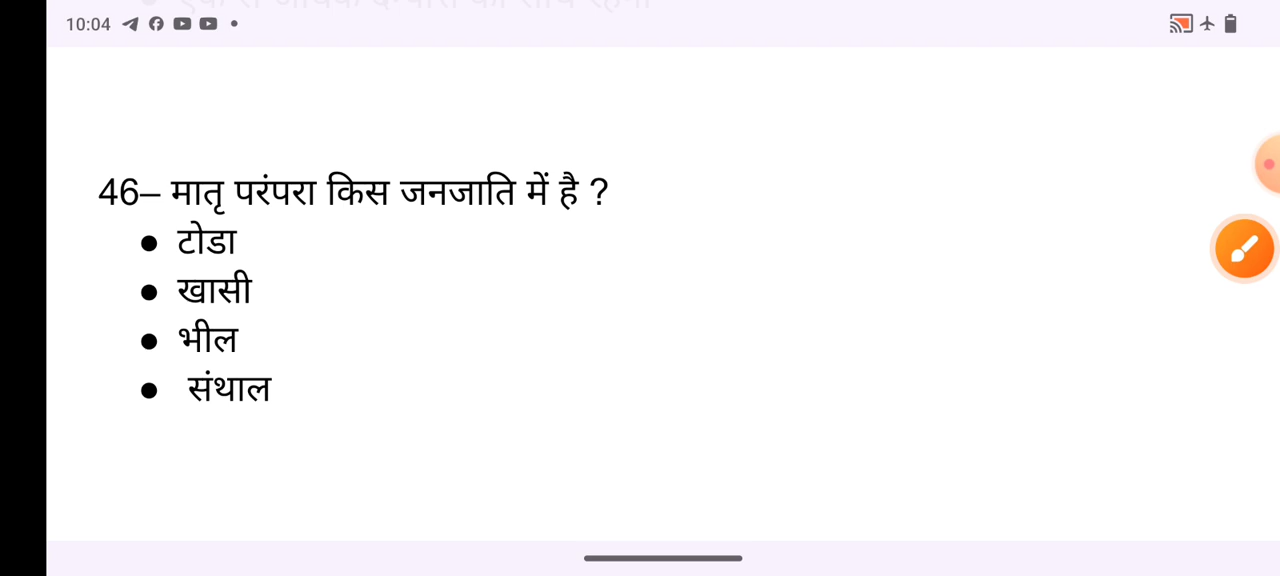 10:04
46– मातृ परंपरा किस जनजाति में है ?
● टोडा
● खासी
● भील
● संथाल